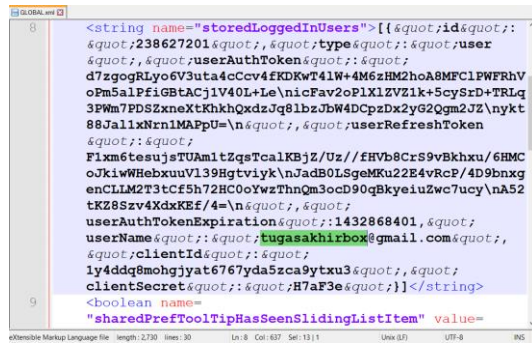 GLOBAL.xml
8 <string name="storedLoggedInUsers">[{&quot;id&quot;:
&quot;238627201&quot;,&quot;type&quot;:&quot;user
&quot;,&quot;userAuthToken&quot;:&quot;
d7zgogRLyo6V3uta4cCcv4fKDKwT4lW+4M6zHM2hoA8MFClPWFRhV
oPm5alPfiGBtACj1V40L+Le\nicFav2oPlXlZVZ1k+5cySrD+TRLq
3PWm7PDSZxneXtKhkhQxdzJq8lbzJbW4DCpzDx2yG2Qgm2JZ\nykt
88Jal1xNrn1MAPpU=\n&quot;,&quot;userRefreshToken
&quot;:&quot;
F1xm6tesujsTUAm1tZqsTcalKBjZ/Uz//fHVb8CrS9vBkhxu/6HMC
oJkiwWHebxuuVl39Hgtviyk\nJadB0LSgeMKu22E4vRcP/4D9bnxg
enCLLM2T3tCf5h72HC0oYwzThnQm3ocD90qBkyeiuZwc7ucy\nA52
tKZ8Szv4XdxKEf/4=\n&quot;,&quot;
userAuthTokenExpiration&quot;:1432868401,&quot;
userName&quot;:&quot;tugasakhirbox@gmail.com&quot;,
&quot;clientId&quot;:&quot;
1y4ddq8mohgjyat6767yda5zca9ytxu3&quot;,&quot;
clientSecret&quot;:&quot;H7aF3e&quot;}]</string>
9 <boolean name=
"sharedPrefToolTipHasSeenSlidingListItem" value=
eXtensible Markup Language file length: 2,730 lines: 30 Ln: 8 Col: 637 Sel: 13 | 1 Unix (LF) UTF-8 INS